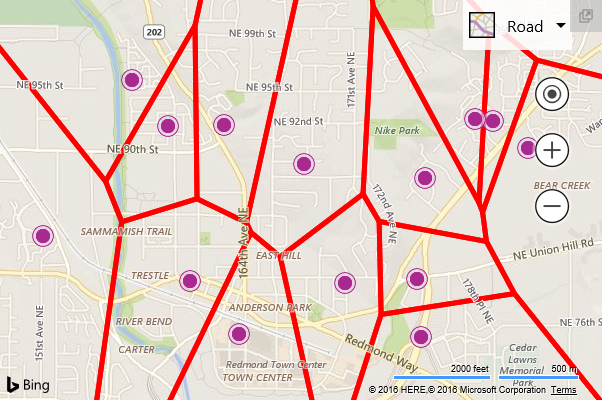 202
NE 99th St
Road
NE 95th St
NE 95th St
171st Ave NE
NE 92nd St
Nike Park
NE 90th St
BEAR CREEK
172nd Ave NE
164th Ave NE
SAMMAMISH TRAIL
EAST HILL
NE Union Hill Rd
TRESTLE
178th Pl NE
ANDERSON PARK
RIVER BEND
NE 76th St
151st Ave NE
CARTER
Redmond Way
Cedar
Lawns
Memorial
Park
Redmond Town Center
TOWN CENTER
2000 feet
500 m
Bing
© 2016 HERE,© 2016 Microsoft Corporation Terms